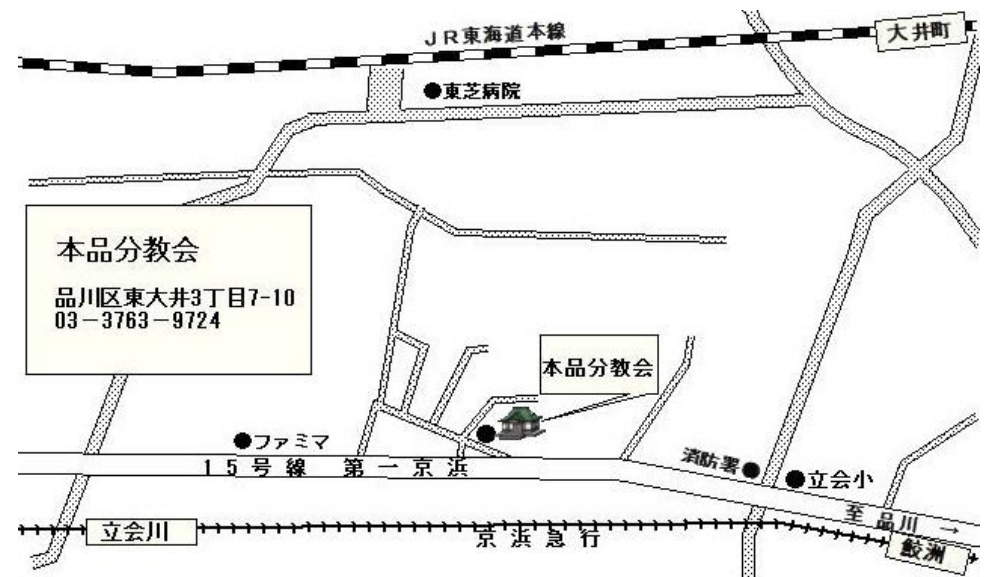 JR東海道本線
大井町
東芝病院
本品分教会
品川区東大井3丁目7-10
03-3763-9724
本品分教会
ファミマ
15号線 第一京浜
消防署
立会小
至品川 →
立会川
京浜急行
鮫洲